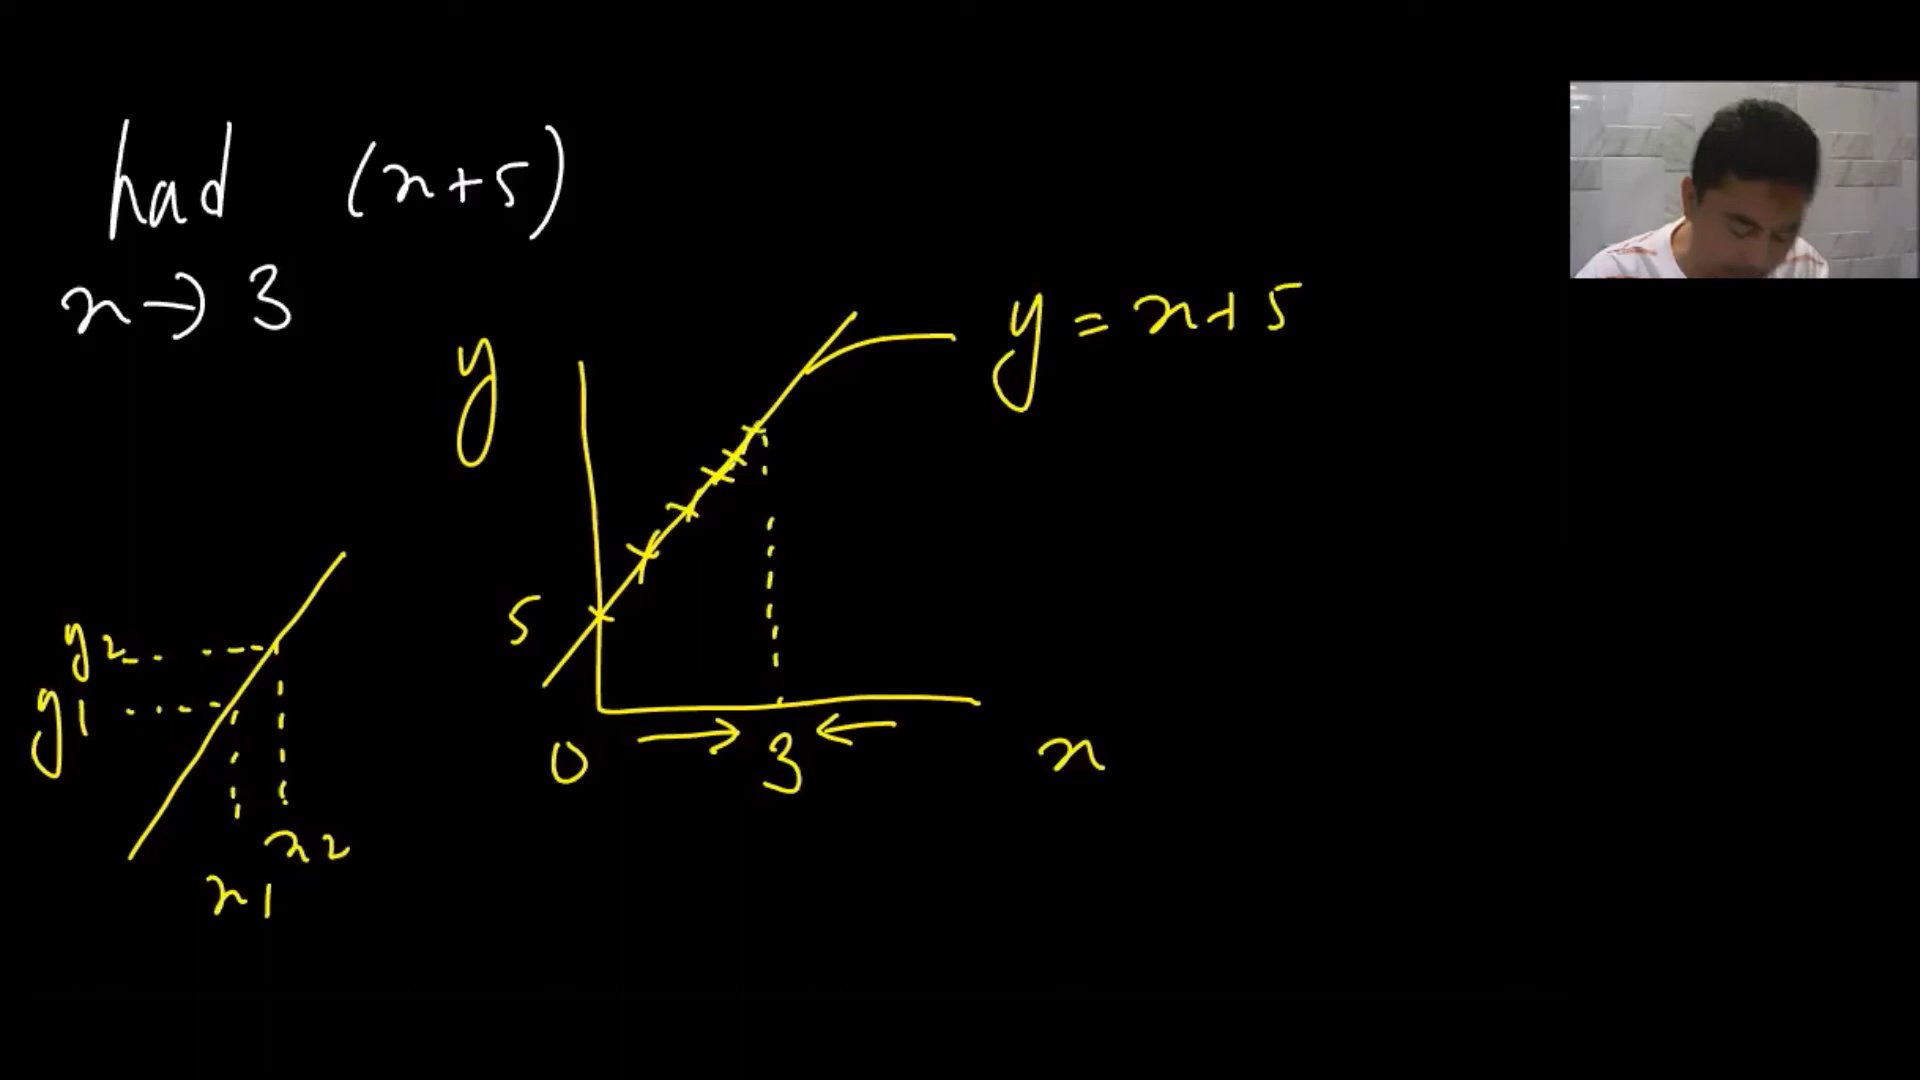 had (x+5)
x→3
y
y = x+5
5
0 → 3 ← x
y2
y1
x2
x1